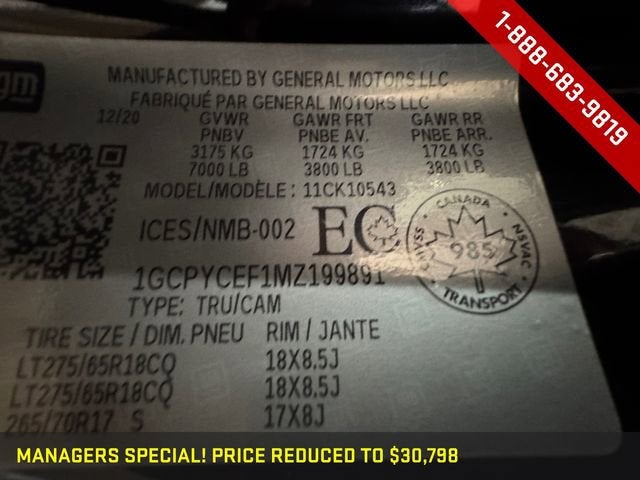 1-888-683-9819
gm
MANUFACTURED BY GENERAL MOTORS LLC
FABRIQUÉ PAR GENERAL MOTORS LLC
12/20 GVWR GAWR FRT GAWR RR
PNBV PNBE AV. PNBE ARR.
3175 KG 1724 KG 1724 KG
7000 LB 3800 LB 3800 LB
MODEL/MODÈLE: 11CK10543
ICES/NMB-002 EC
CANADA
CMVSS 985 NSVAC
TRANSPORT
1GCPYCEF1MZ199891
TYPE: TRU/CAM
TIRE SIZE / DIM. PNEU RIM / JANTE
LT275/65R18CQ 18X8.5J
LT275/65R18CQ 18X8.5J
265/70R17 S 17X8J
MANAGERS SPECIAL! PRICE REDUCED TO $30,798